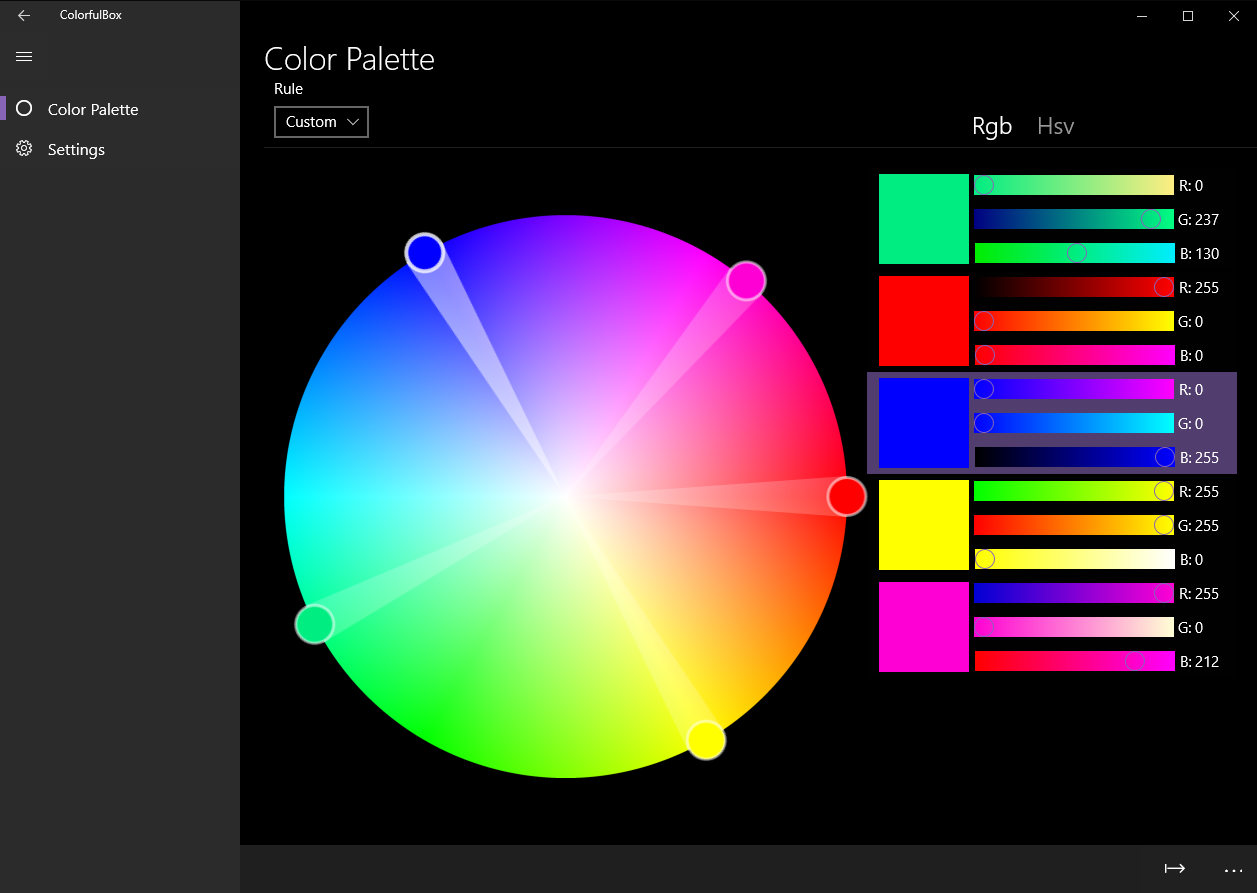 ColorfulBox
Color Palette
Settings
Color Palette
Rule
Custom
Rgb Hsv
R: 0
G: 237
B: 130
R: 255
G: 0
B: 0
R: 0
G: 0
B: 255
R: 255
G: 255
B: 0
R: 255
G: 0
B: 212